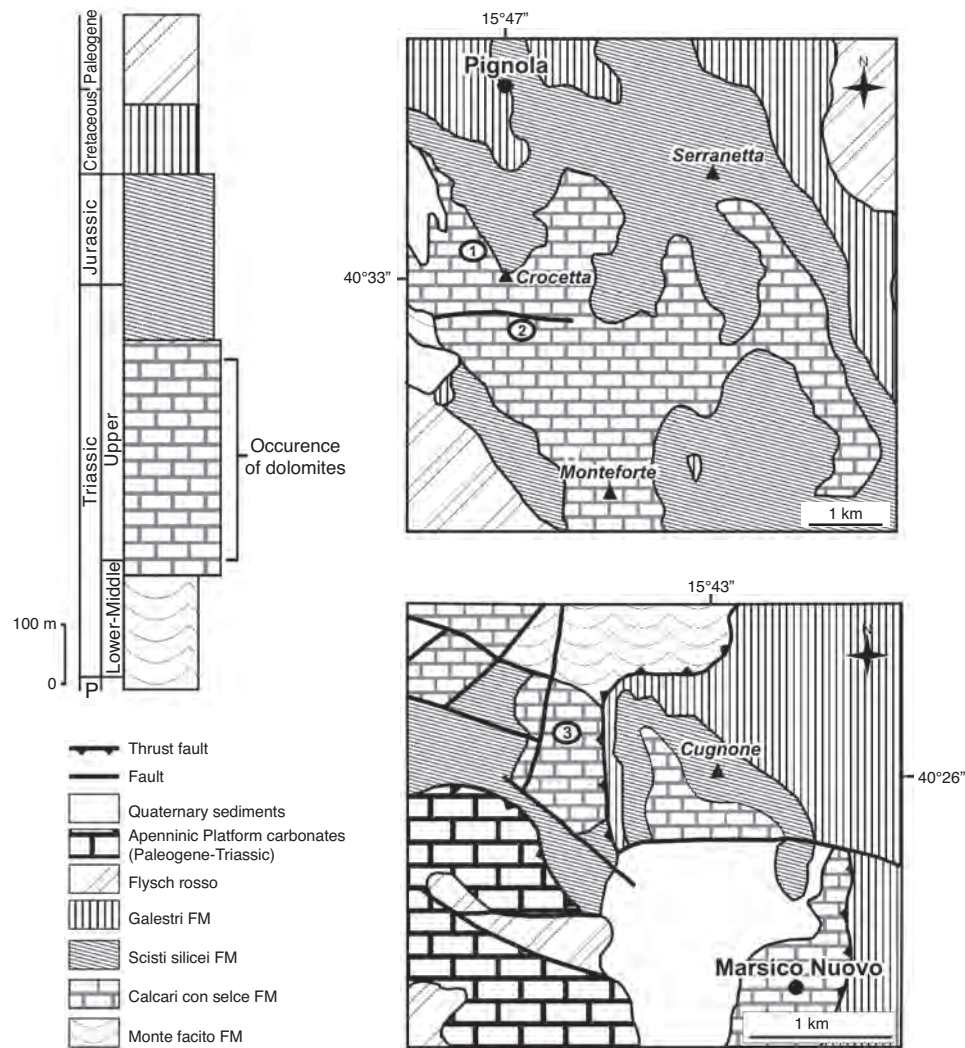 Paleogene
Cretaceous
Jurassic
Triassic
Upper
Lower-Middle
P
100 m
0
Occurence
of dolomites
Thrust fault
Fault
Quaternary sediments
Apenninic Platform carbonates
(Paleogene-Triassic)
Flysch rosso
Galestri FM
Scisti silicei FM
Calcari con selce FM
Monte facito FM
15°47"
N
Pignola
Serranetta
1
40°33"
Crocetta
2
Monteforte
1 km
15°43"
N
3
Cugnone
40°26"
Marsico Nuovo
1 km